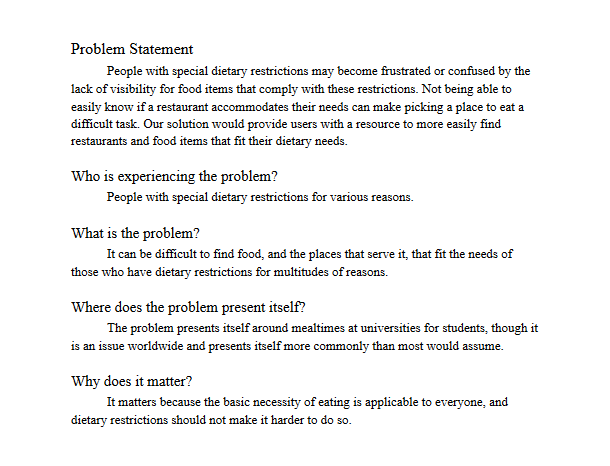 Problem Statement
People with special dietary restrictions may become frustrated or confused by the
lack of visibility for food items that comply with these restrictions. Not being able to
easily know if a restaurant accommodates their needs can make picking a place to eat a
difficult task. Our solution would provide users with a resource to more easily find
restaurants and food items that fit their dietary needs.
Who is experiencing the problem?
People with special dietary restrictions for various reasons.
What is the problem?
It can be difficult to find food, and the places that serve it, that fit the needs of
those who have dietary restrictions for multitudes of reasons.
Where does the problem present itself?
The problem presents itself around mealtimes at universities for students, though it
is an issue worldwide and presents itself more commonly than most would assume.
Why does it matter?
It matters because the basic necessity of eating is applicable to everyone, and
dietary restrictions should not make it harder to do so.